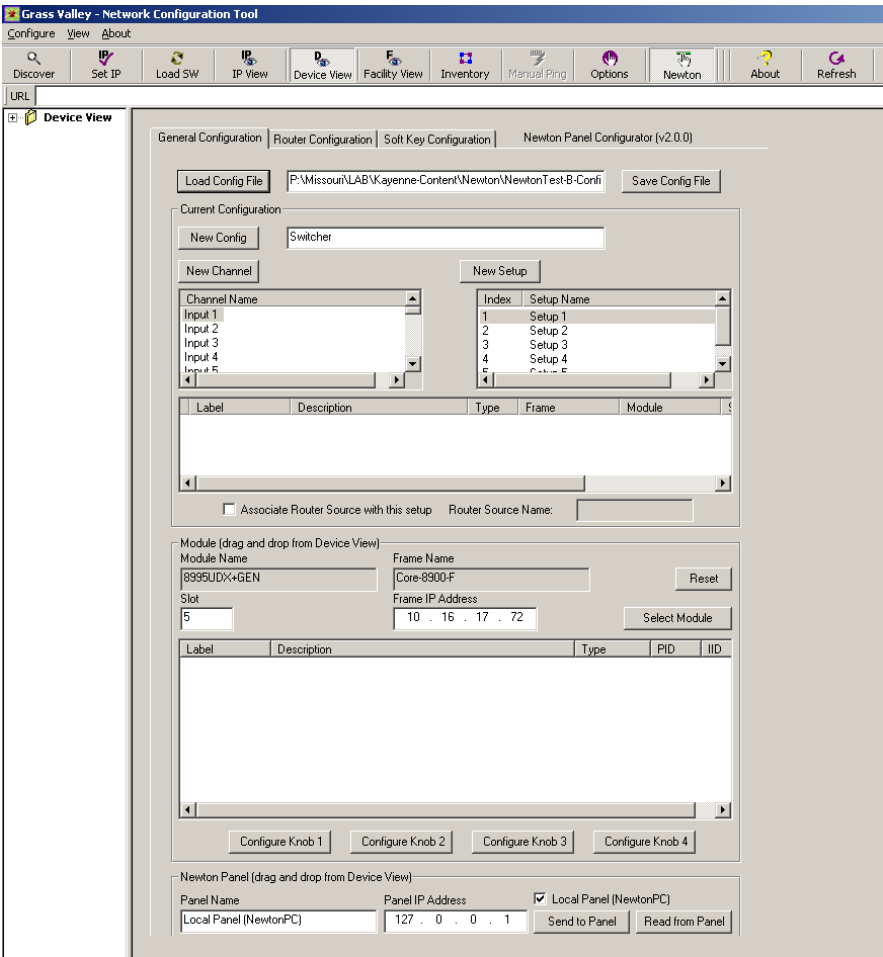 Grass Valley - Network Configuration Tool
Configure View About
Discover Set IP Load SW IP View Device View Facility View Inventory Manual Ping Options Newton About Refresh
URL
Device View
General Configuration Router Configuration Soft Key Configuration Newton Panel Configurator (v2.0.0)
Load Config File P:\Missouri\LAB\Kayenne-Content\Newton\NewtonTest-B-Confi Save Config File
Current Configuration
New Config Switcher
New Channel New Setup
Channel Name Index Setup Name
Input 1 1 Setup 1
Input 2 2 Setup 2
Input 3 3 Setup 3
Input 4 4 Setup 4
Input 5 5 Setup 5
Label Description Type Frame Module
Associate Router Source with this setup Router Source Name:
Module (drag and drop from Device View)
Module Name Frame Name
8995UDX+GEN Core-8900-F Reset
Slot Frame IP Address
5 10 . 16 . 17 . 72 Select Module
Label Description Type PID IID
Configure Knob 1 Configure Knob 2 Configure Knob 3 Configure Knob 4
Newton Panel (drag and drop from Device View)
Panel Name Panel IP Address Local Panel (NewtonPC)
Local Panel (NewtonPC) 127 . 0 . 0 . 1 Send to Panel Read from Panel